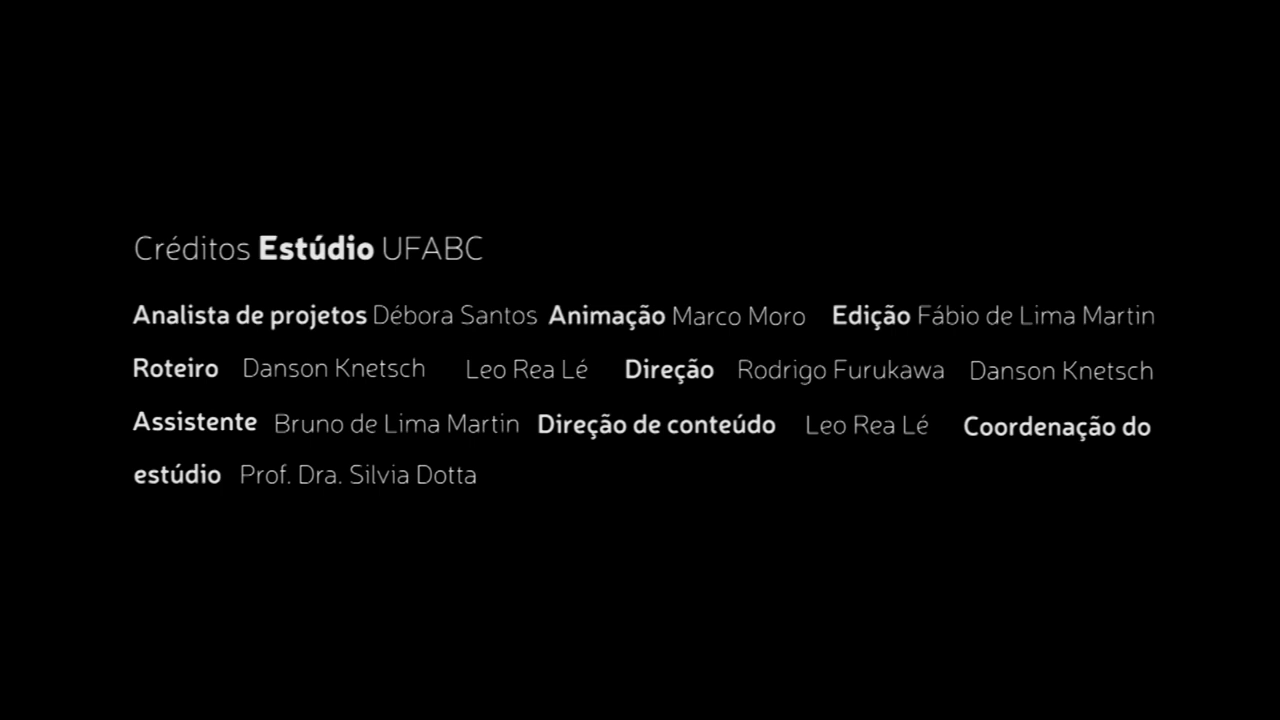 Créditos Estúdio UFABC
Analista de projetos Débora Santos Animação Marco Moro Edição Fábio de Lima Martin
Roteiro Danson Knetsch Leo Rea Lé Direção Rodrigo Furukawa Danson Knetsch
Assistente Bruno de Lima Martin Direção de conteúdo Leo Rea Lé Coordenação do
estúdio Prof. Dra. Silvia Dotta